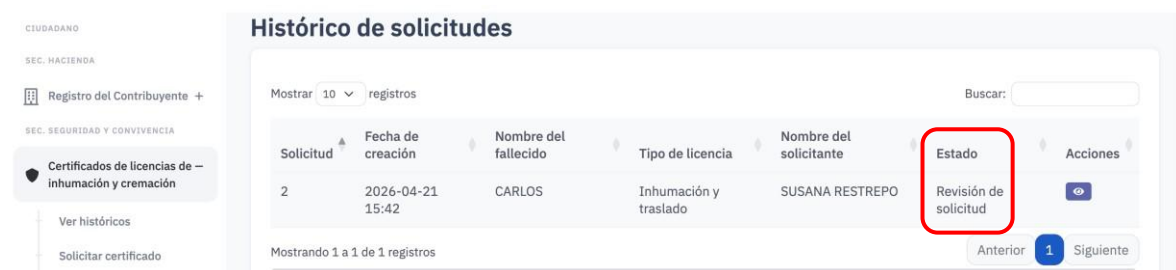 CIUDADANO
SEC. HACIENDA
Registro del Contribuyente +
SEC. SEGURIDAD Y CONVIVENCIA
Certificados de licencias de —
inhumación y cremación
Ver históricos
Solicitar certificado
Histórico de solicitudes
Mostrar 10 registros
Buscar:
Solicitud
Fecha de
creación
Nombre del
fallecido
Tipo de licencia
Nombre del
solicitante
Estado
Acciones
2
2026-04-21
15:42
CARLOS
Inhumación y
traslado
SUSANA RESTREPO
Revisión de
solicitud
Mostrando 1 a 1 de 1 registros
Anterior 1 Siguiente